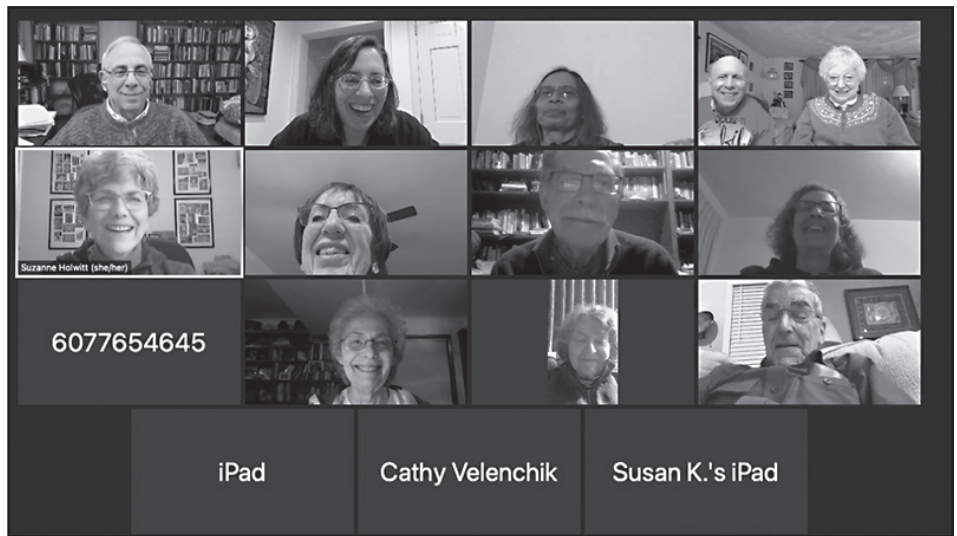 Suzanne Holwitt (she/her)
6077654645
iPad
Cathy Velenchik
Susan K.'s iPad